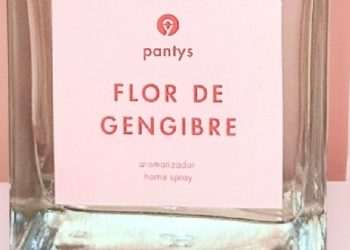 pantys
FLOR DE
GENGIBRE
aromatizador
home spray